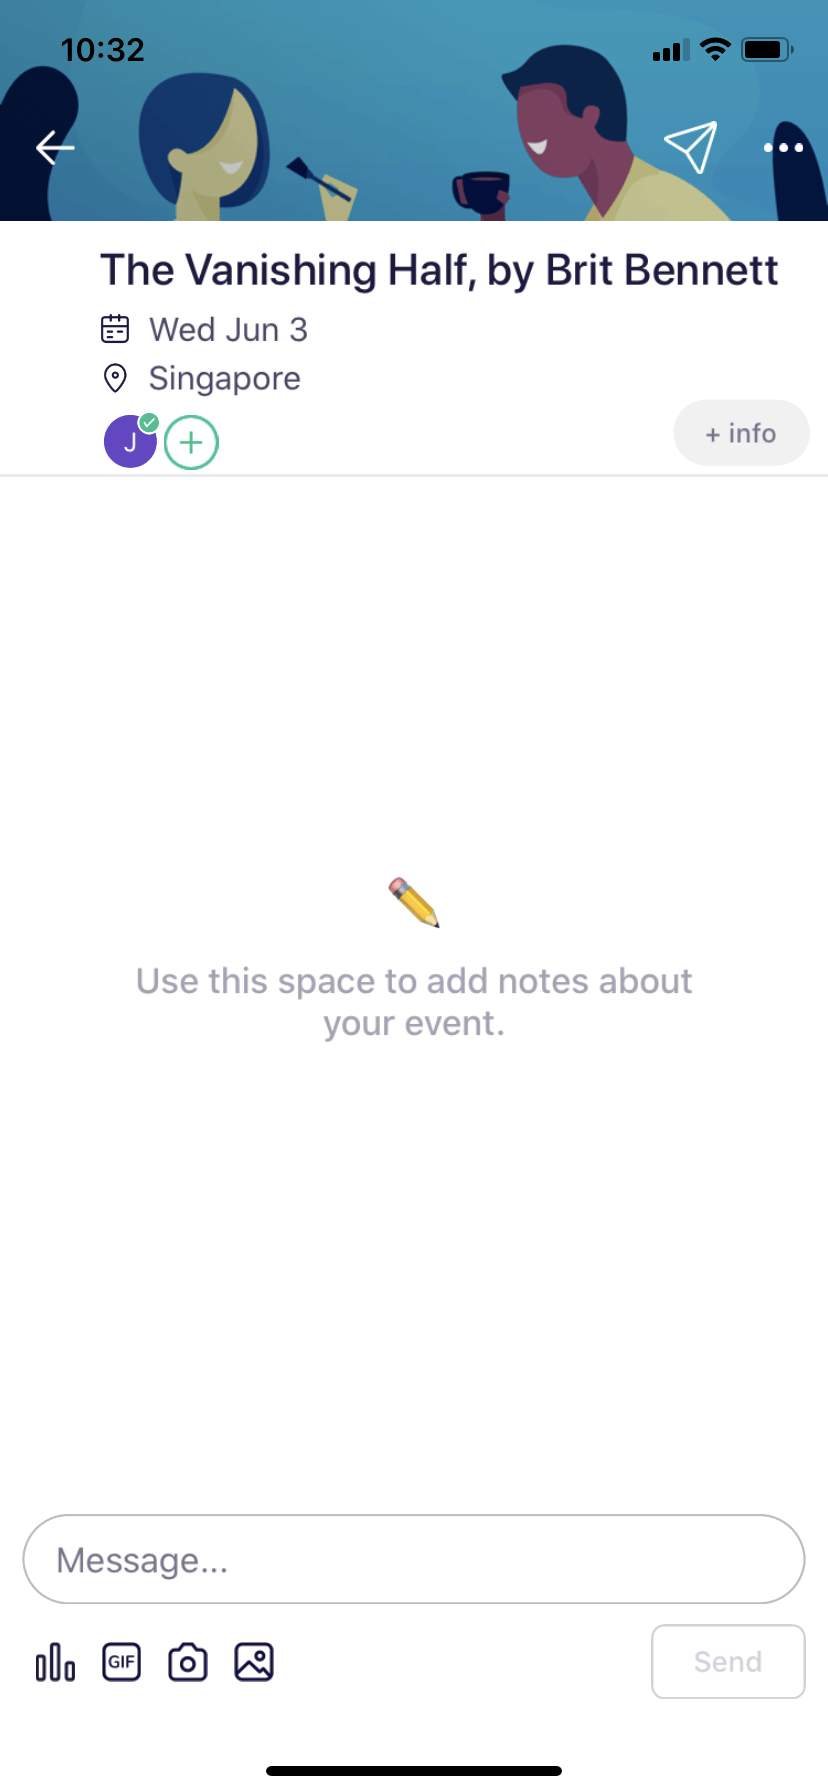 10:32
The Vanishing Half, by Brit Bennett
Wed Jun 3
Singapore
J
+ info
Use this space to add notes about
your event.
Message...
GIF
Send